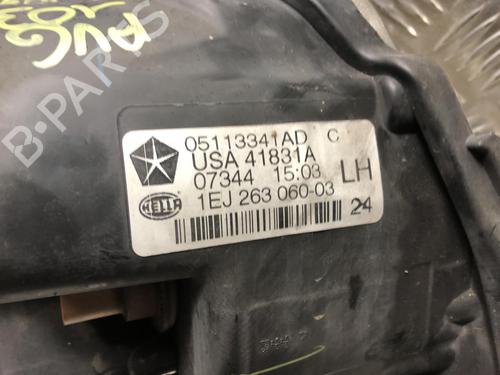 B-PARTS
05113341AD C
USA 41831A
07344 15:03 LH
HELLA 1EJ 263 060-03
24